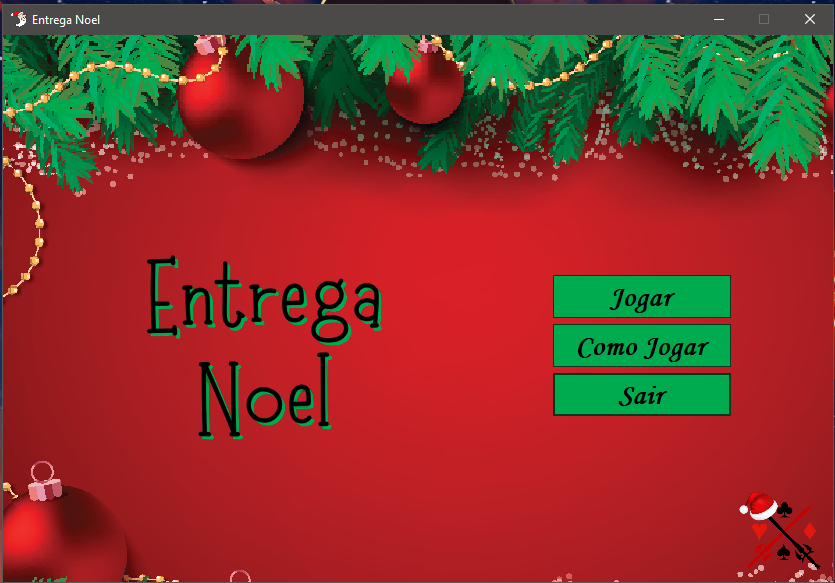 Entrega Noel
Entrega
Noel
Jogar
Como Jogar
Sair